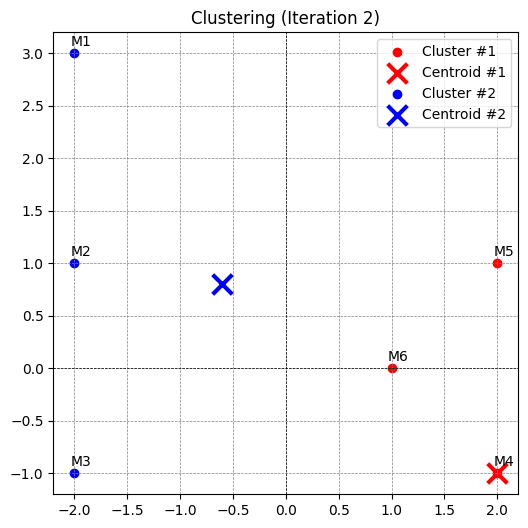 Clustering (Iteration 2)
M1
3.0
Cluster #1
Centroid #1
Cluster #2
Centroid #2
2.5
2.0
1.5
M2
M5
1.0
0.5
M6
0.0
−0.5
M3
M4
−1.0
−2.0 −1.5 −1.0 −0.5 0.0 0.5 1.0 1.5 2.0